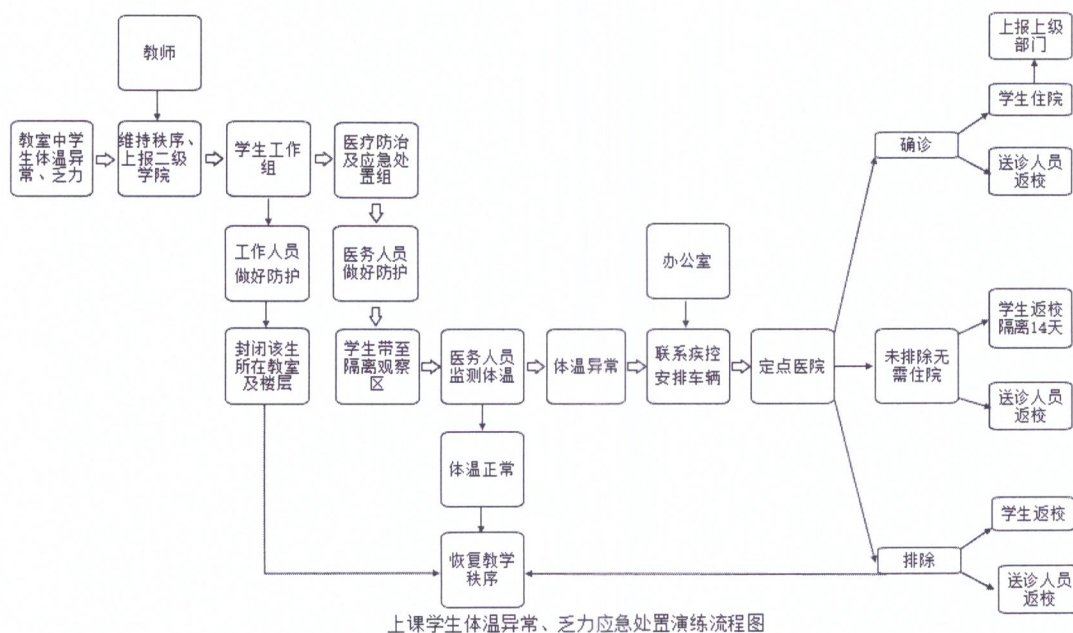 教师
教室中学
生体温异
常、乏力
维持秩序、
上报二级
学院
学生工作
组
医疗防治
及应急处
置组
工作人员
做好防护
医务人员
做好防护
封闭该生
所在教室
及楼层
学生带至
隔离观察
区
医务人员
监测体温
体温异常
办公室
联系疾控
安排车辆
定点医院
体温正常
恢复教学
秩序
确诊
上报上级
部门
学生住院
送诊人员
返校
未排除无
需住院
学生返校
隔离14天
送诊人员
返校
排除
学生返校
送诊人员
返校
上课学生体温异常、乏力应急处置演练流程图